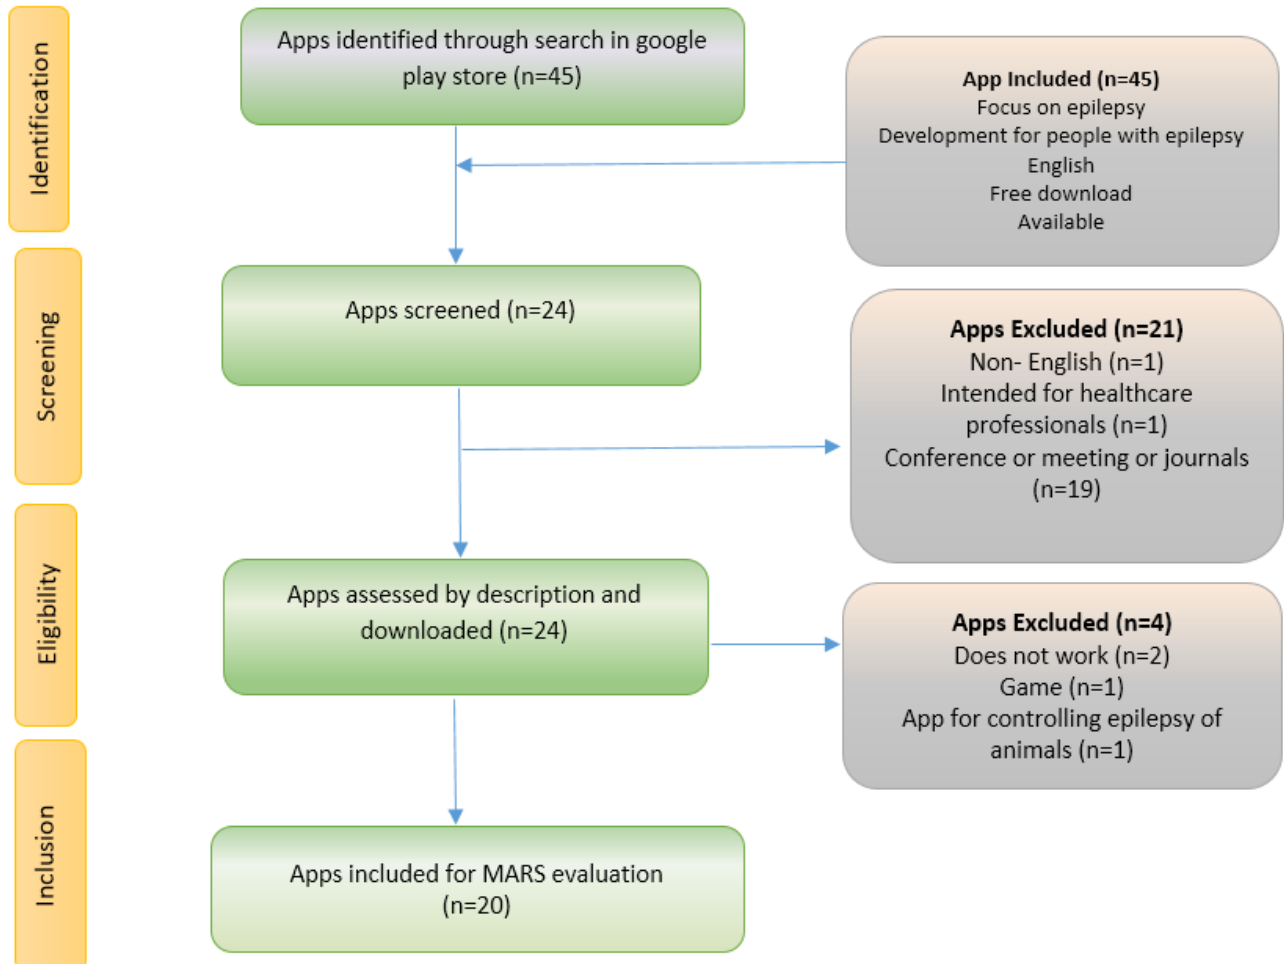 Identification
Apps identified through search in google
play store (n=45)
App Included (n=45)
Focus on epilepsy
Development for people with epilepsy
English
Free download
Available
Screening
Apps screened (n=24)
Apps Excluded (n=21)
Non- English (n=1)
Intended for healthcare
professionals (n=1)
Conference or meeting or journals
(n=19)
Eligibility
Apps assessed by description and
downloaded (n=24)
Apps Excluded (n=4)
Does not work (n=2)
Game (n=1)
App for controlling epilepsy of
animals (n=1)
Inclusion
Apps included for MARS evaluation
(n=20)